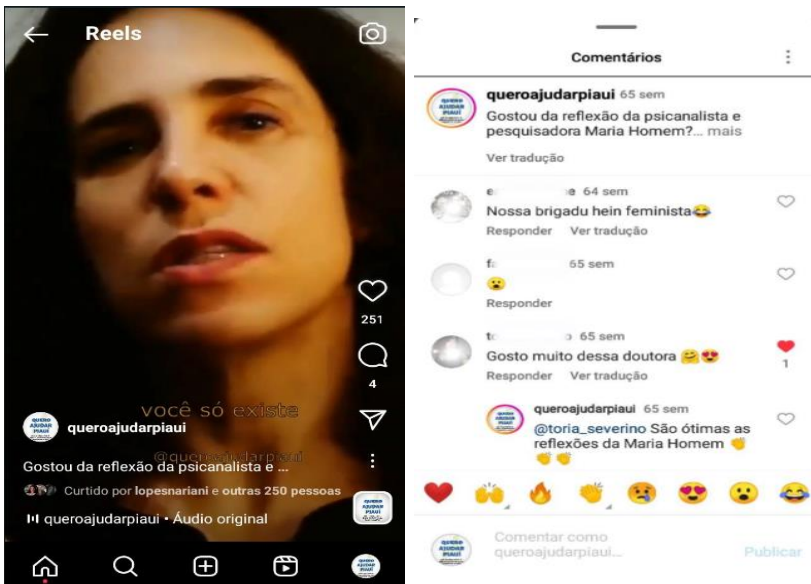 Reels
251
4
você só existe
queroajudarpiaui
@queroajudarpiaui
Gostou da reflexão da psicanalista e ...
Curtido por lopesnariani e outras 250 pessoas
queroajudarpiaui • Áudio original
Comentários
queroajudarpiaui 65 sem
Gostou da reflexão da psicanalista e
pesquisadora Maria Homem?... mais
Ver tradução
64 sem
Nossa brigadu hein feminista😂
Responder Ver tradução
65 sem
😮
Responder
65 sem
Gosto muito dessa doutora 🤗😍
1
Responder Ver tradução
queroajudarpiaui 65 sem
@toria_severino São ótimas as
reflexões da Maria Homem 👏
👏👏
❤️ 🙌 🔥 👏 😢 😍 😮 😂
Comentar como
queroajudarpiaui...
Publicar